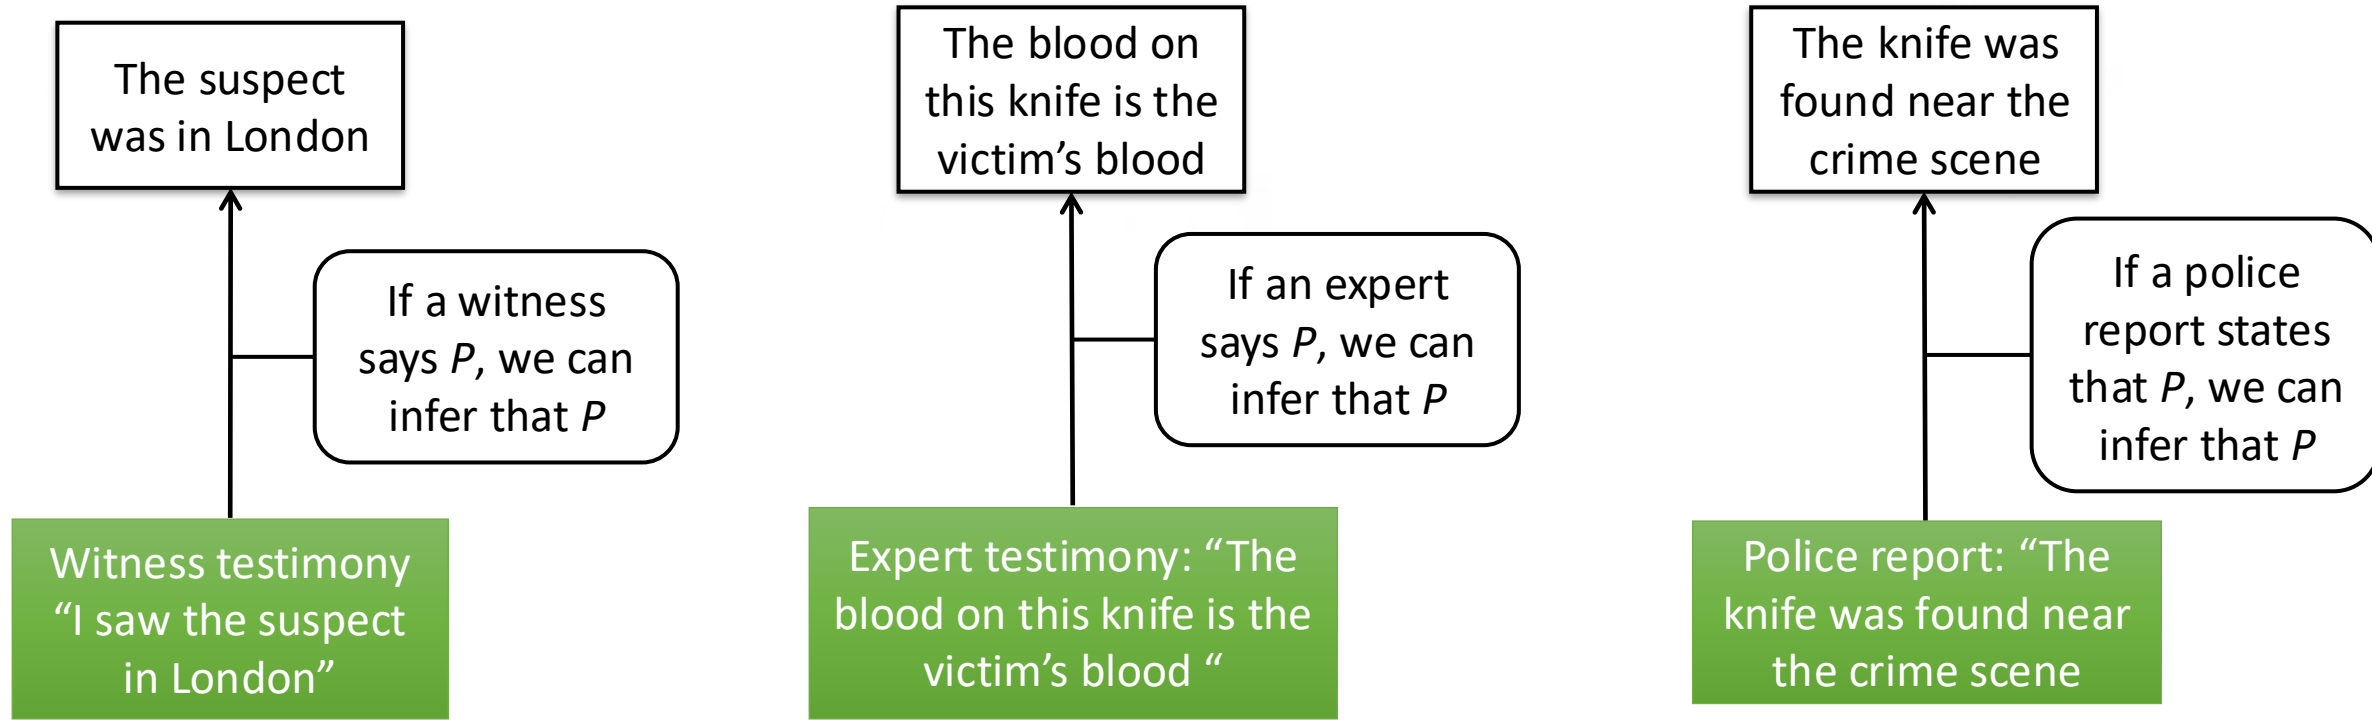 The suspect
was in London
If a witness
says P, we can
infer that P
Witness testimony
“I saw the suspect
in London”
The blood on
this knife is the
victim’s blood
If an expert
says P, we can
infer that P
Expert testimony: “The
blood on this knife is the
victim’s blood “
The knife was
found near the
crime scene
If a police
report states
that P, we can
infer that P
Police report: “The
knife was found near
the crime scene